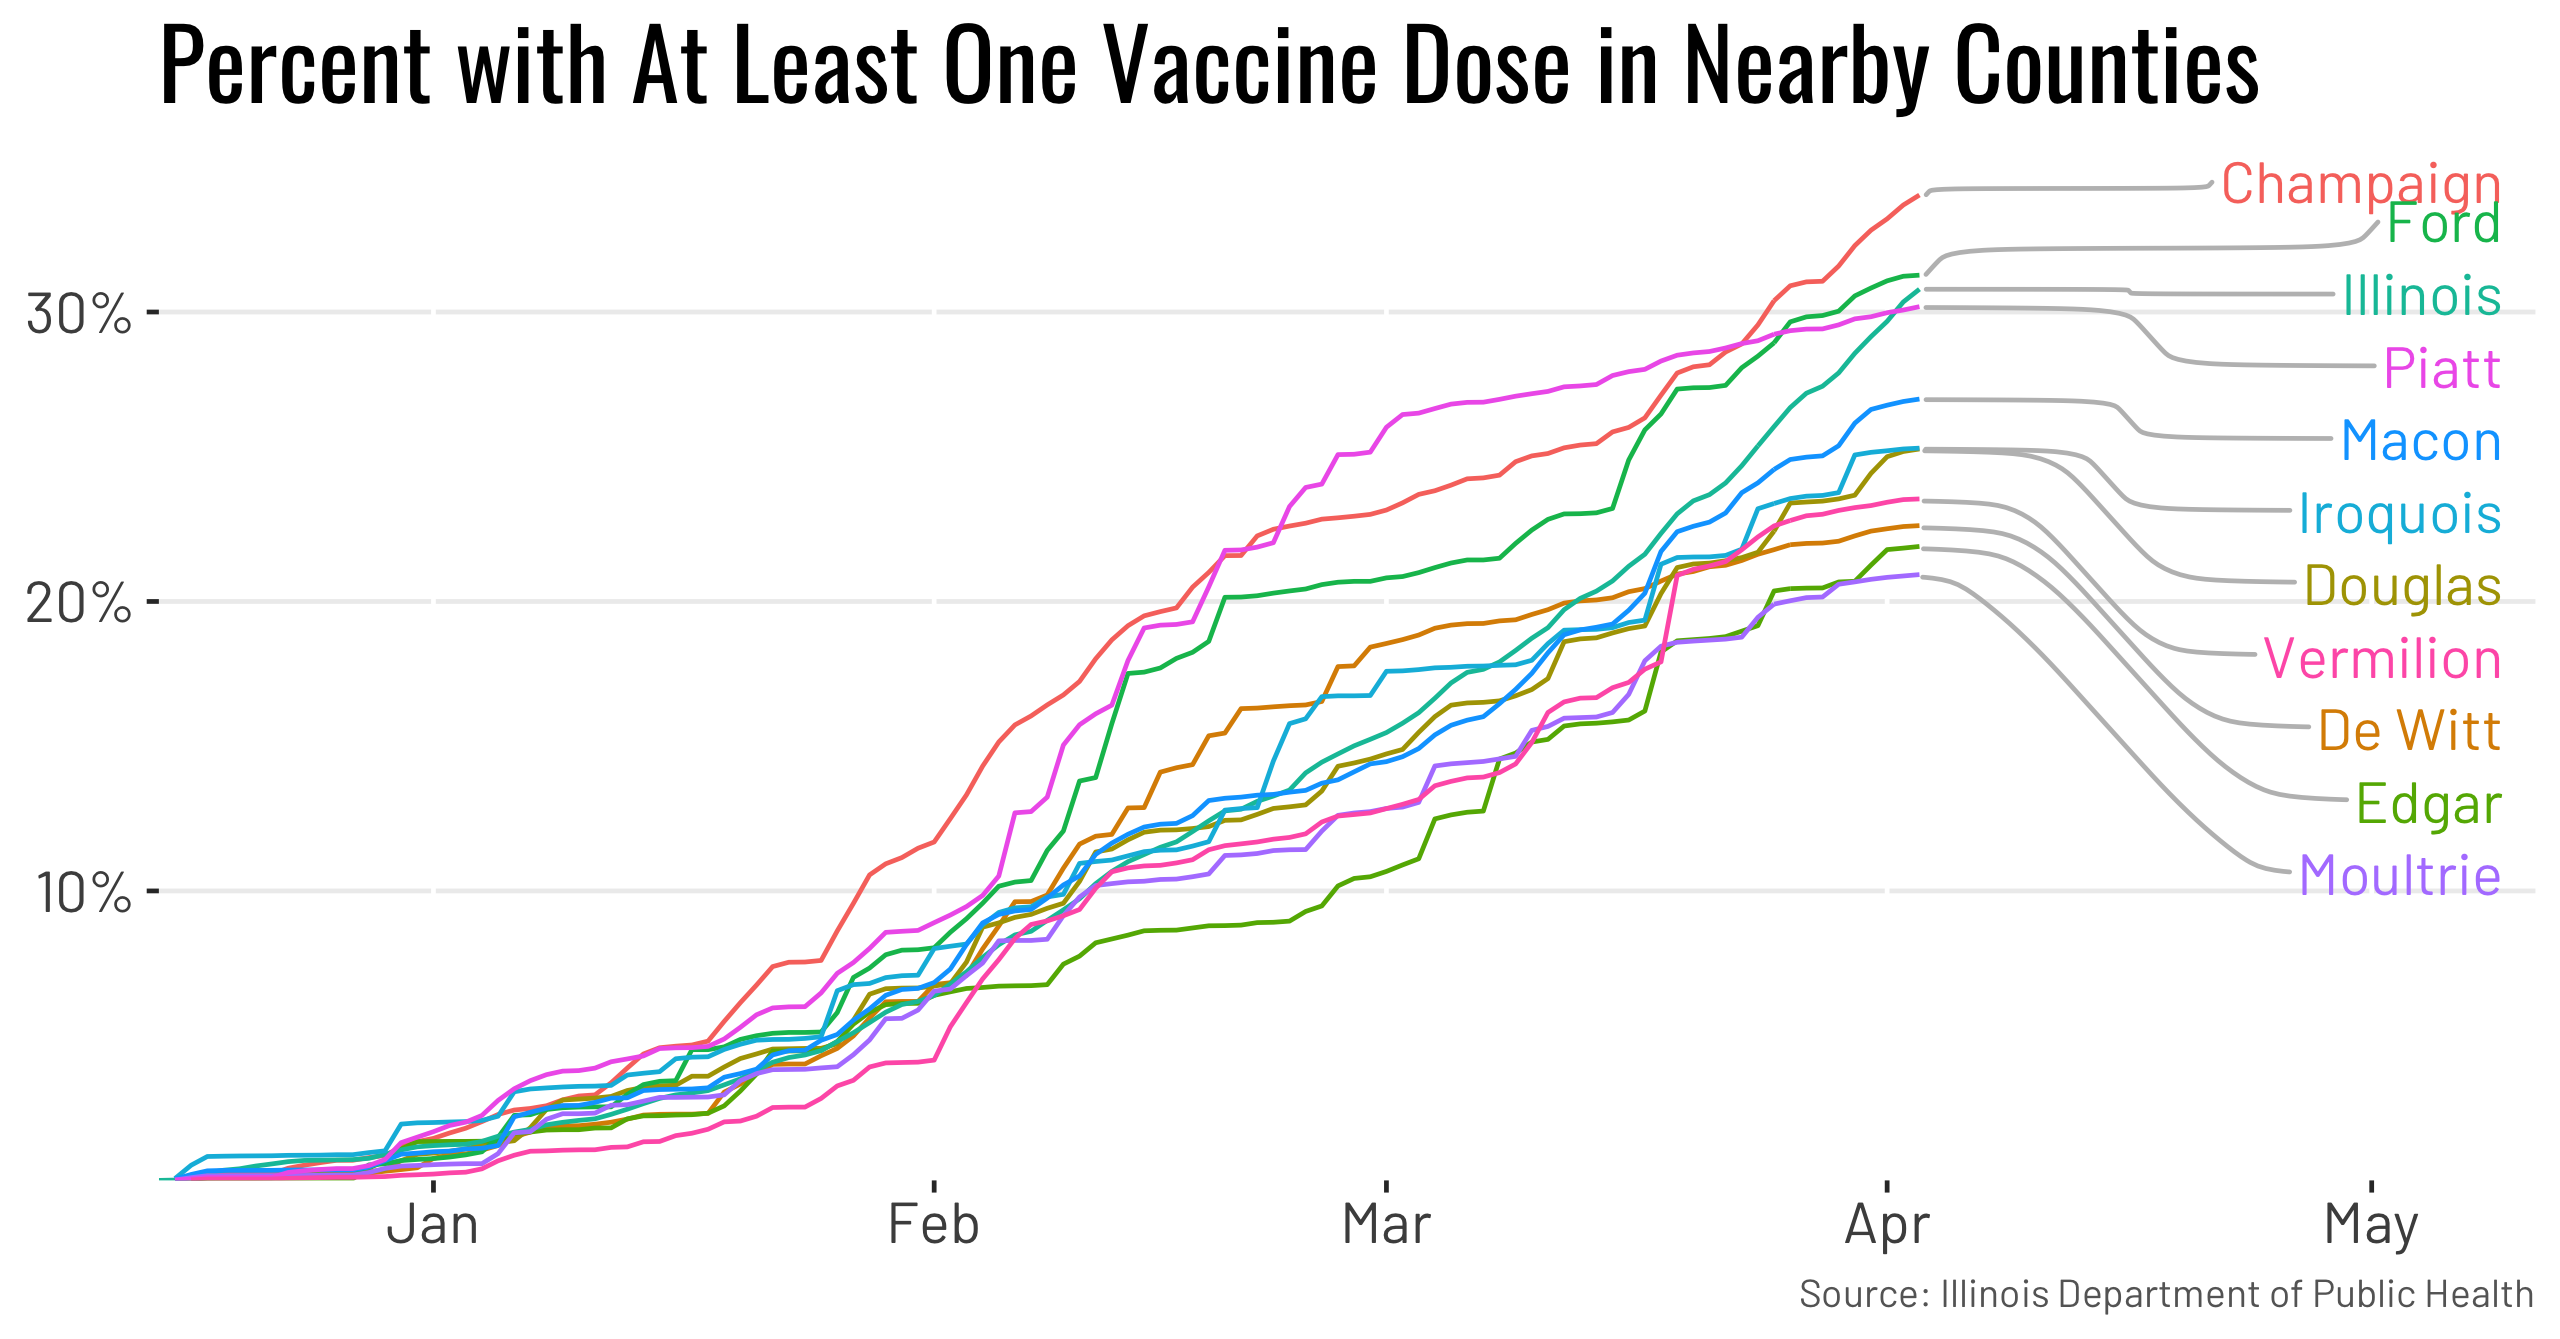 Percent with At Least One Vaccine Dose in Nearby Counties
Champaign
Ford
30%
Illinois
Piatt
Macon
Iroquois
20%
Douglas
Vermilion
De Witt
Edgar
10%
Moultrie
Jan Feb Mar Apr May
Source: Illinois Department of Public Health